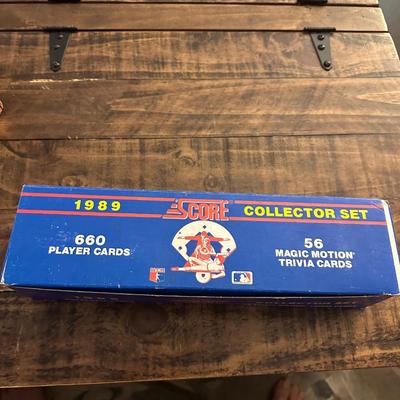 1989 SCORE COLLECTOR SET
660
PLAYER CARDS
56
MAGIC MOTION
TRIVIA CARDS